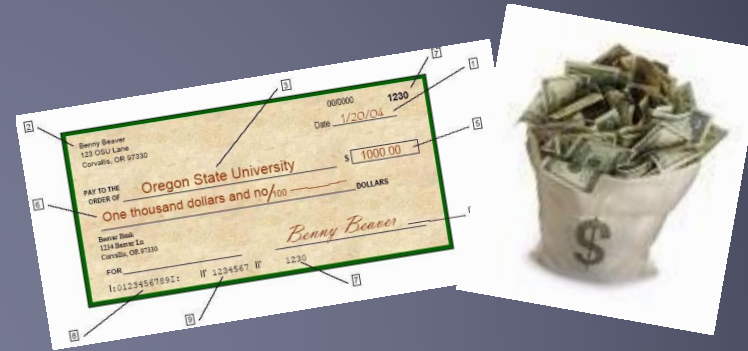 7
1
3
2
00/0000 1230
Date 1/20/04
Benny Beaver
123 OSU Lane
Corvallis, OR 97330
5
PAY TO THE
ORDER OF Oregon State University $ 1000 00
6
One thousand dollars and no/100 DOLLARS
Beaver Bank
1234 Beaver Ln
Corvallis, OR 97330
Benny Beaver
FOR
I:0123456789I: II' 1234567 II' 1230
7
9
8
$